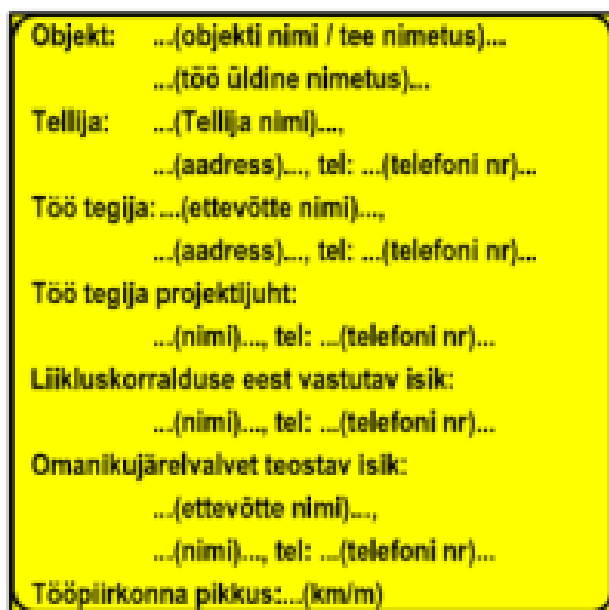 Objekt: ...(objekti nimi / tee nimetus)...
...(töö üldine nimetus)...
Tellija: ...(Tellija nimi)...,
...(aadress)..., tel: ...(telefoni nr)...
Töö tegija: ...(ettevõtte nimi)...,
...(aadress)..., tel: ...(telefoni nr)...
Töö tegija projektijuht:
...(nimi)..., tel: ...(telefoni nr)...
Liikluskorralduse eest vastutav isik:
...(nimi)..., tel: ...(telefoni nr)...
Omanikujärelvalvet teostav isik:
...(ettevõtte nimi)...,
...(nimi)..., tel: ...(telefoni nr)...
Tööpiirkonna pikkus:...(km/m)